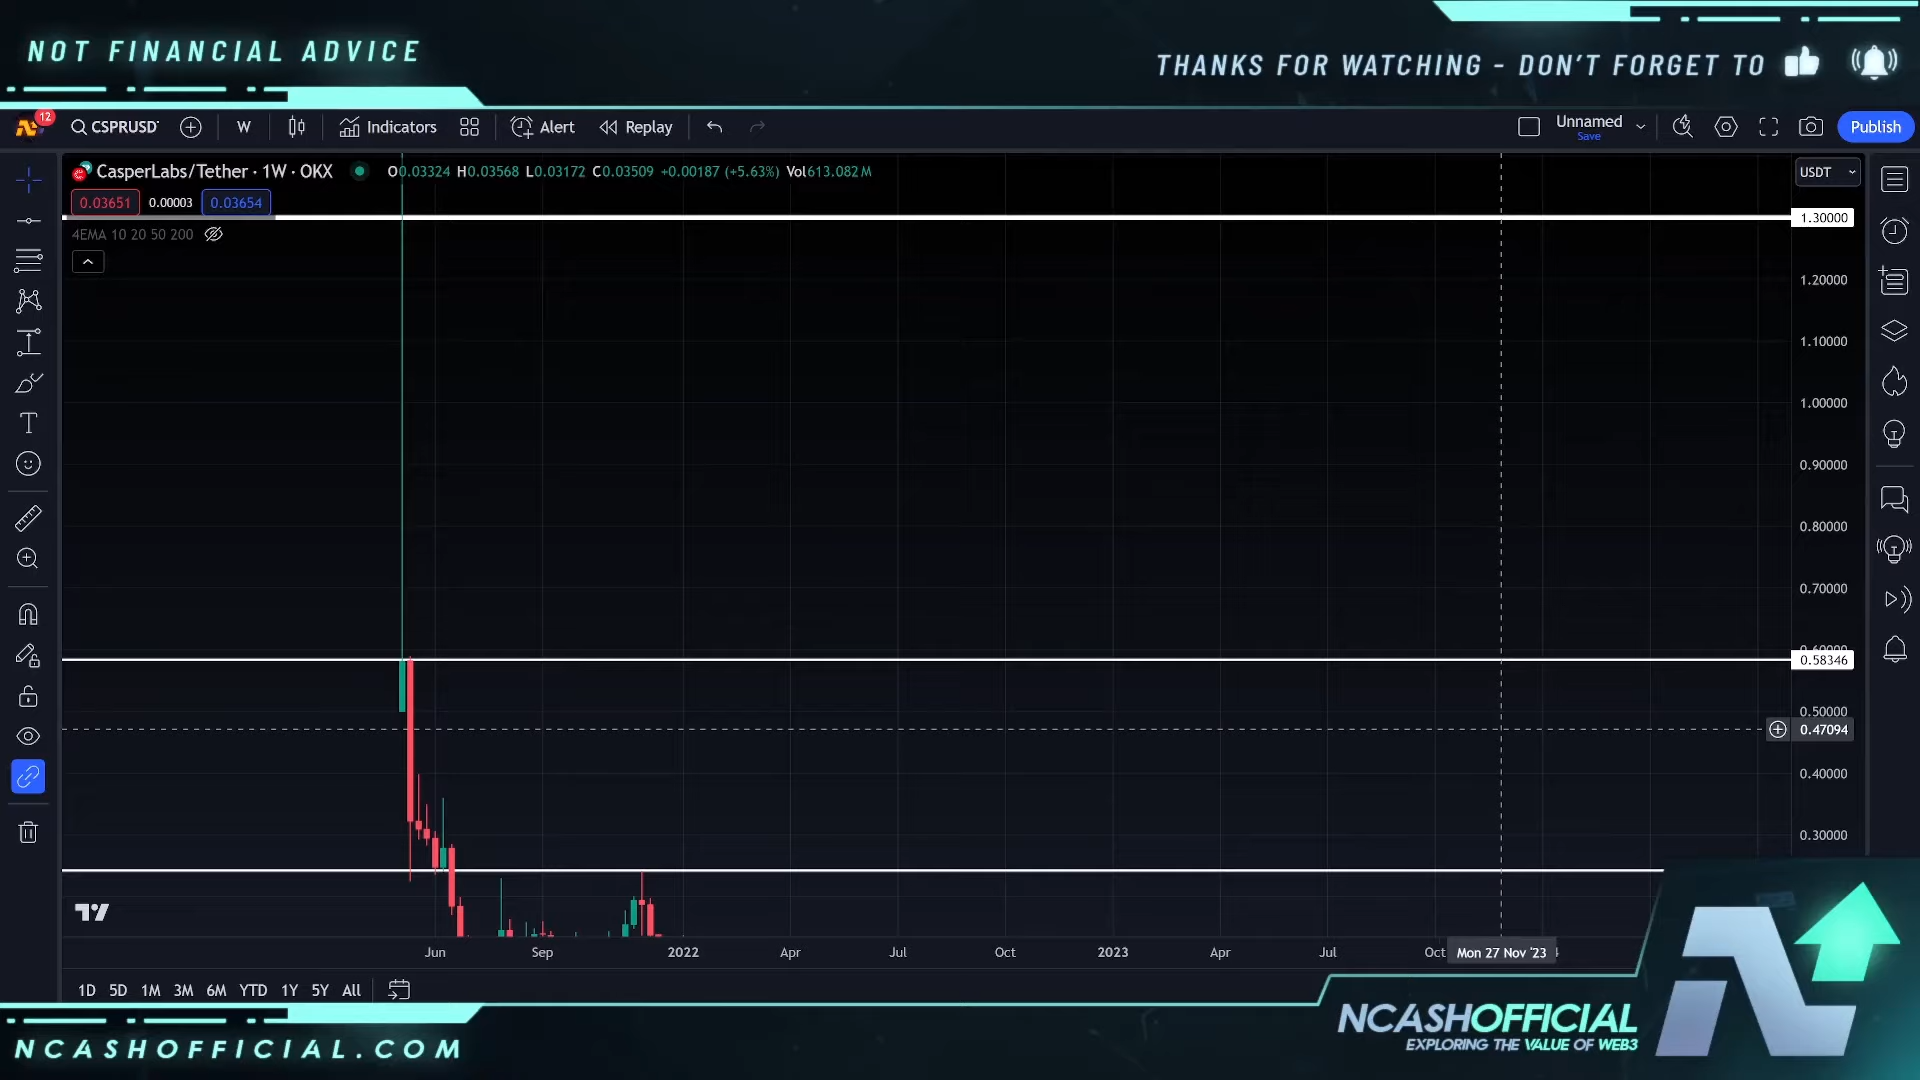 NOT FINANCIAL ADVICE
THANKS FOR WATCHING - DON'T FORGET TO
12
CSPRUSDT
W
Indicators
Alert
Replay
Unnamed
Save
Publish
CasperLabs/Tether · 1W · OKX
O0.03324 H0.03568 L0.03172 C0.03509 +0.00187 (+5.63%) Vol613.082M
USDT
0.03651
0.00003
0.03654
1.30000
4EMA 10 20 50 200
1.20000
1.10000
1.00000
0.90000
0.80000
0.70000
0.60000
0.58346
0.50000
0.47094
0.40000
0.30000
Jun
Sep
2022
Apr
Jul
Oct
2023
Apr
Jul
Oct
Mon 27 Nov '23
1D 5D 1M 3M 6M YTD 1Y 5Y All
NCASHOFFICIAL
EXPLORING THE VALUE OF WEB3
NCASHOFFICIAL.COM